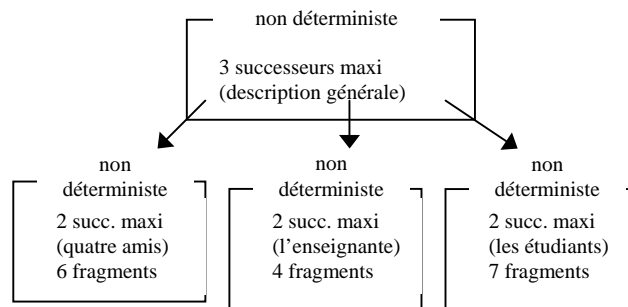 non déterministe
3 successeurs maxi
(description générale)
non
déterministe
2 succ. maxi
(quatre amis)
6 fragments
non
déterministe
2 succ. maxi
(l’enseignante)
4 fragments
non
déterministe
2 succ. maxi
(les étudiants)
7 fragments